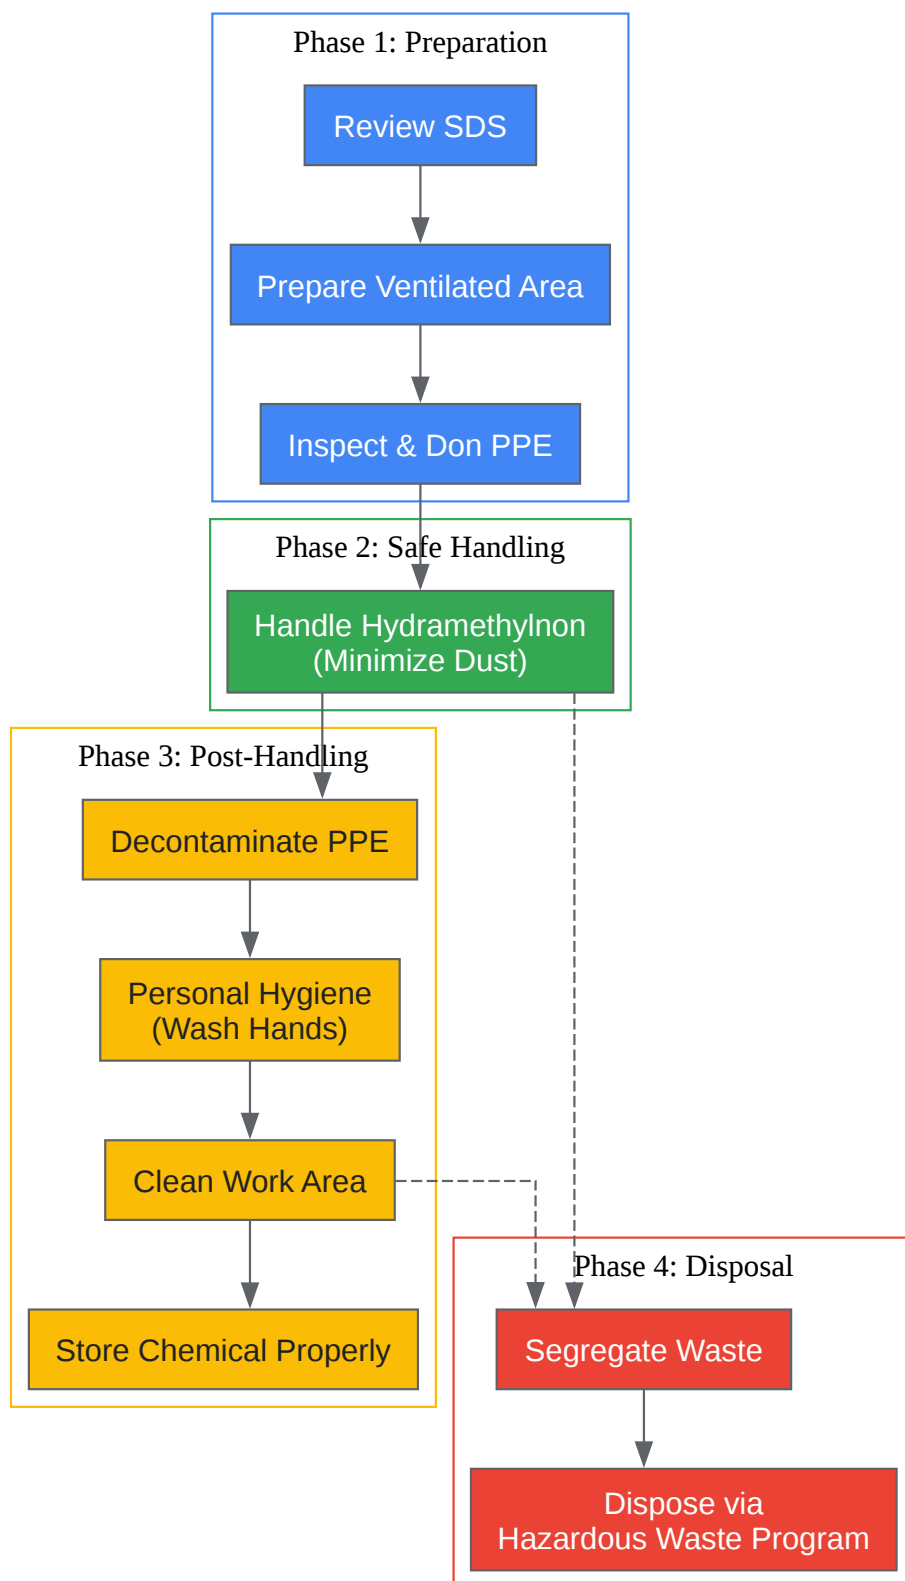 Phase 1: Preparation
Review SDS
Prepare Ventilated Area
Inspect & Don PPE
Phase 2: Safe Handling
Handle Hydramethylnon
(Minimize Dust)
Phase 3: Post-Handling
Decontaminate PPE
Personal Hygiene
(Wash Hands)
Clean Work Area
Store Chemical Properly
Phase 4: Disposal
Segregate Waste
Dispose via
Hazardous Waste Program